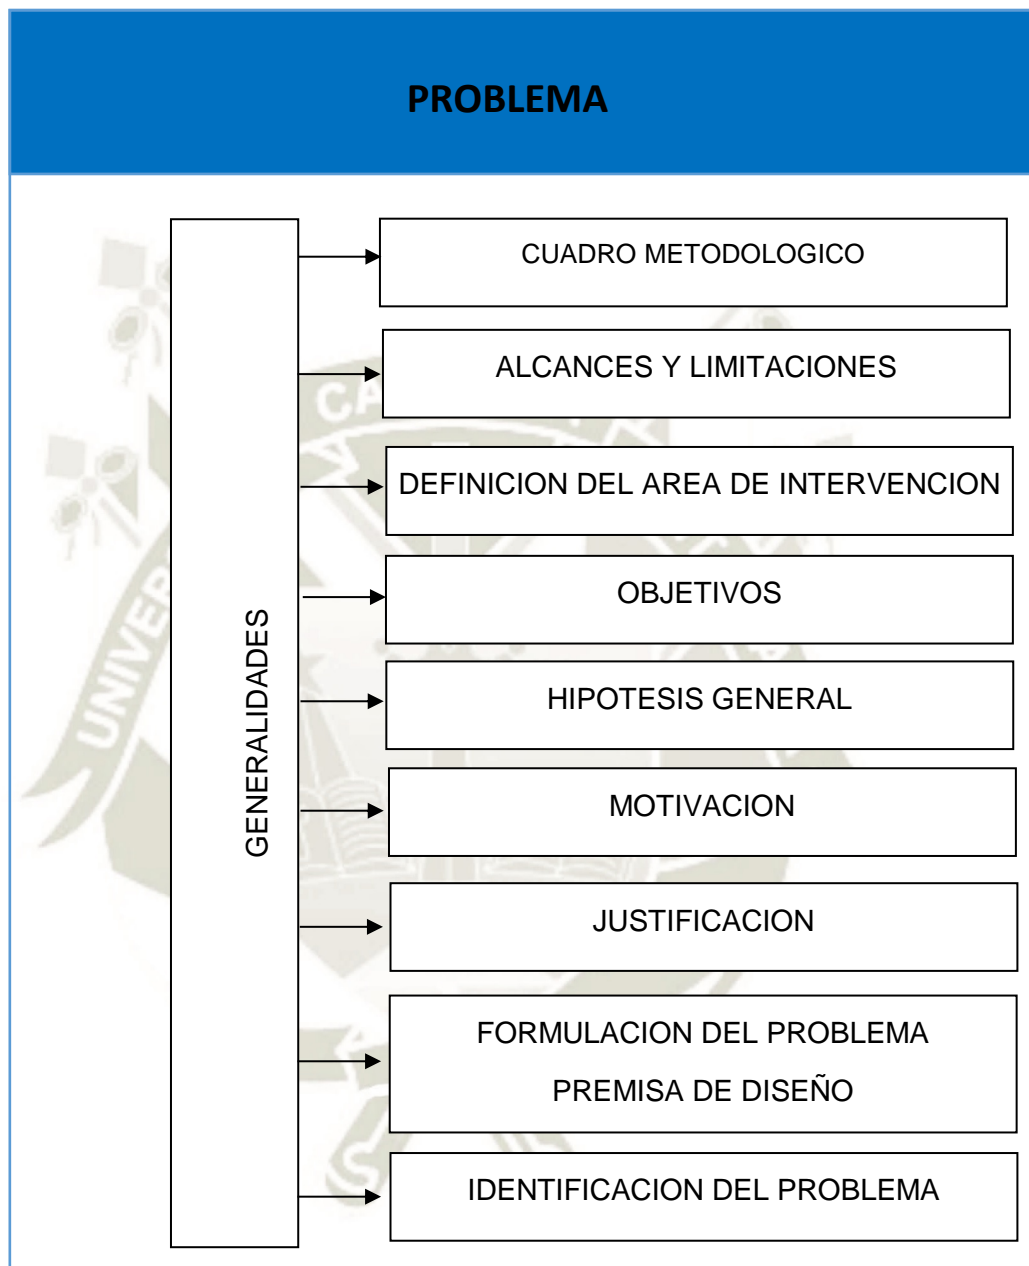 PROBLEMA
GENERALIDADES
CUADRO METODOLOGICO
ALCANCES Y LIMITACIONES
DEFINICION DEL AREA DE INTERVENCION
OBJETIVOS
HIPOTESIS GENERAL
MOTIVACION
JUSTIFICACION
FORMULACION DEL PROBLEMA
PREMISA DE DISEÑO
IDENTIFICACION DEL PROBLEMA